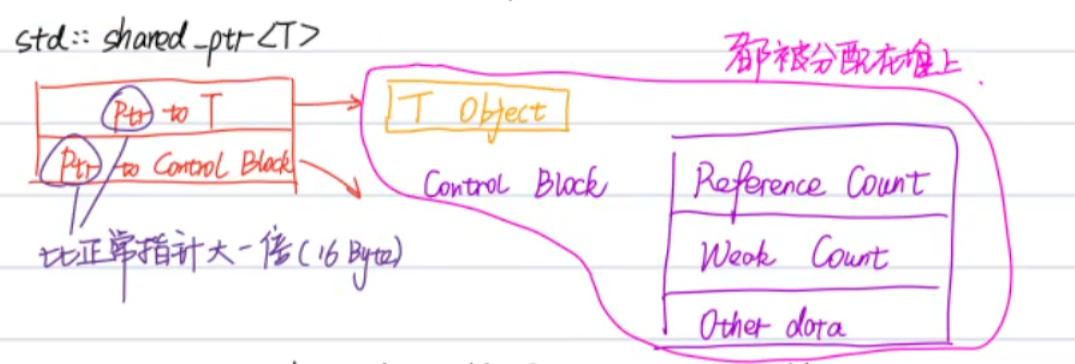 std::shared_ptr<T>
都被分配在堆上.
Ptr to T
T Object
Ptr to Control Block
Control Block
Reference Count
比正常指针大一倍(16 Byte)
Weak Count
Other data